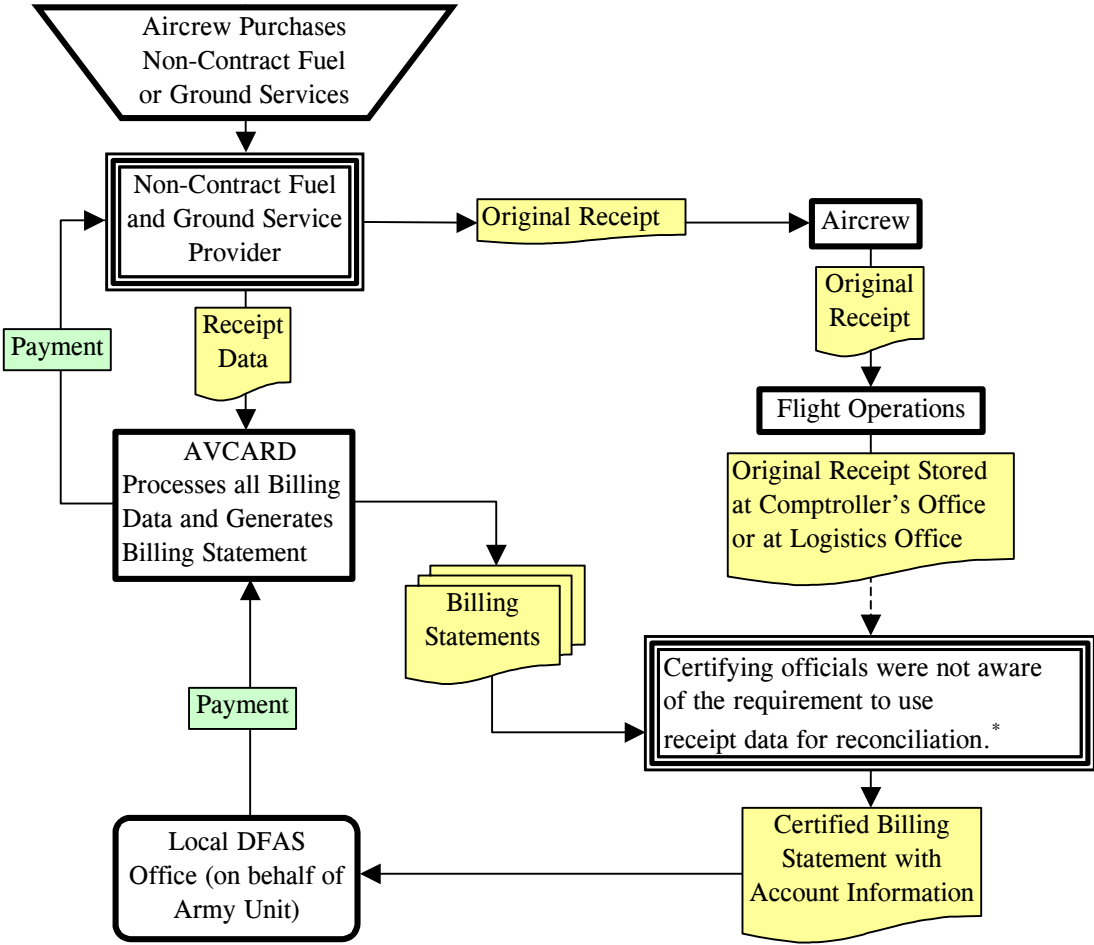 Aircrew Purchases
Non-Contract Fuel
or Ground Services
Non-Contract Fuel
and Ground Service
Provider
Original Receipt
Aircrew
Original
Receipt
Receipt
Data
Payment
Flight Operations
AVCARD
Processes all Billing
Data and Generates
Billing Statement
Original Receipt Stored
at Comptroller’s Office
or at Logistics Office
Billing
Statements
Certifying officials were not aware
of the requirement to use
receipt data for reconciliation.*
Payment
Certified Billing
Statement with
Account Information
Local DFAS
Office (on behalf of
Army Unit)